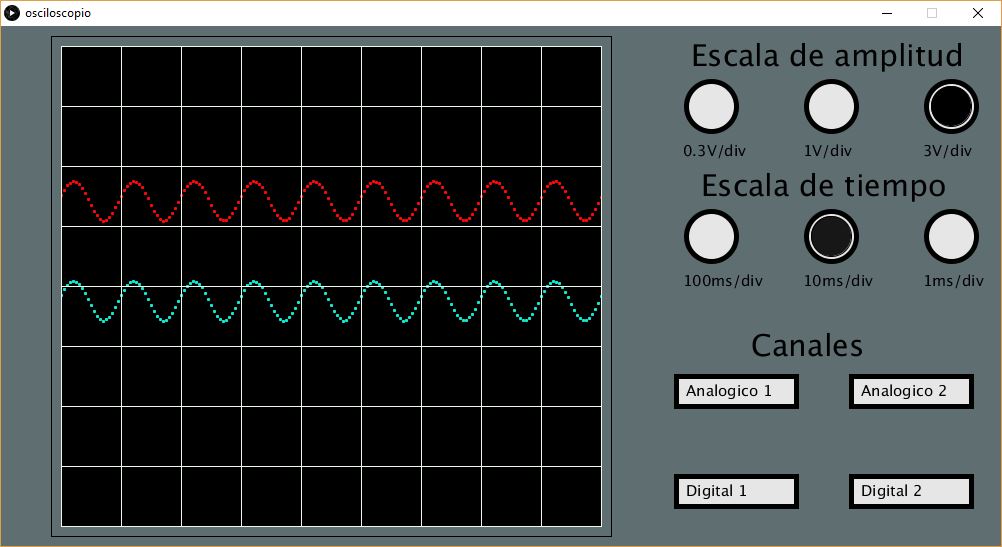 osciloscopio
Escala de amplitud
0.3V/div 1V/div 3V/div
Escala de tiempo
100ms/div 10ms/div 1ms/div
Canales
Analogico 1 Analogico 2
Digital 1 Digital 2